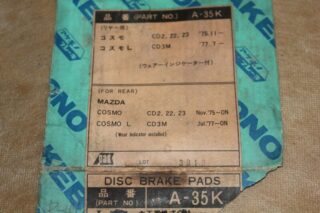 品番 (PART NO.) A-35K
(リヤー用)
コスモ CD2, 22, 23 '75.11-
コスモL CD3M '77.7-
(ウェアーインジケーター付)
(FOR REAR)
MAZDA
COSMO CD2, 22, 23 Nov.'75-ON
COSMO L CD3M Jul.'77-ON
(Wear indicator installed)
LOT
DISC BRAKE PADS
品番 (PART NO.) A-35K
AKEBONO